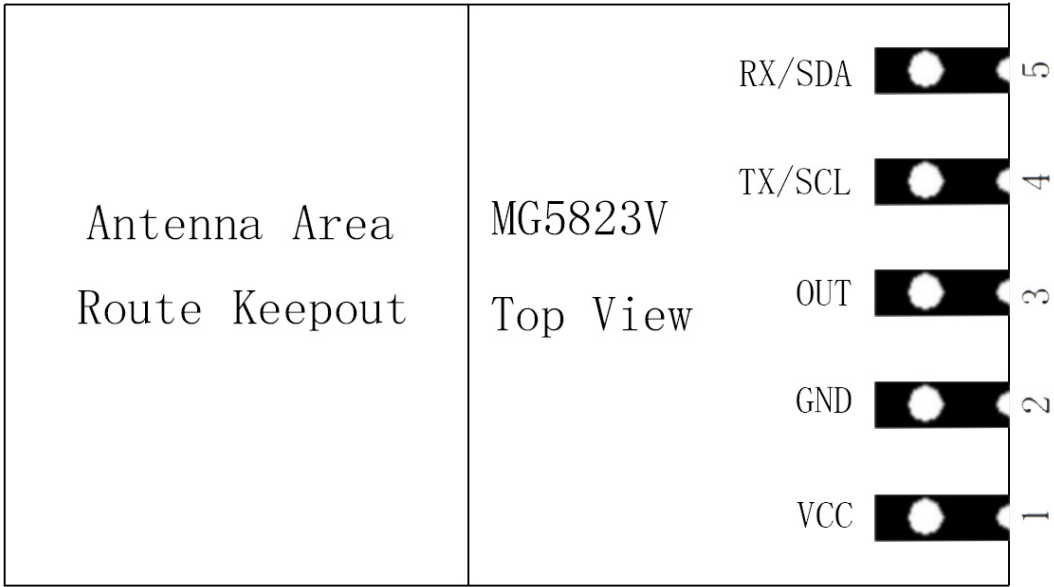 Antenna Area
Route Keepout
MG5823V
Top View
RX/SDA 5
TX/SCL 4
OUT 3
GND 2
VCC 1